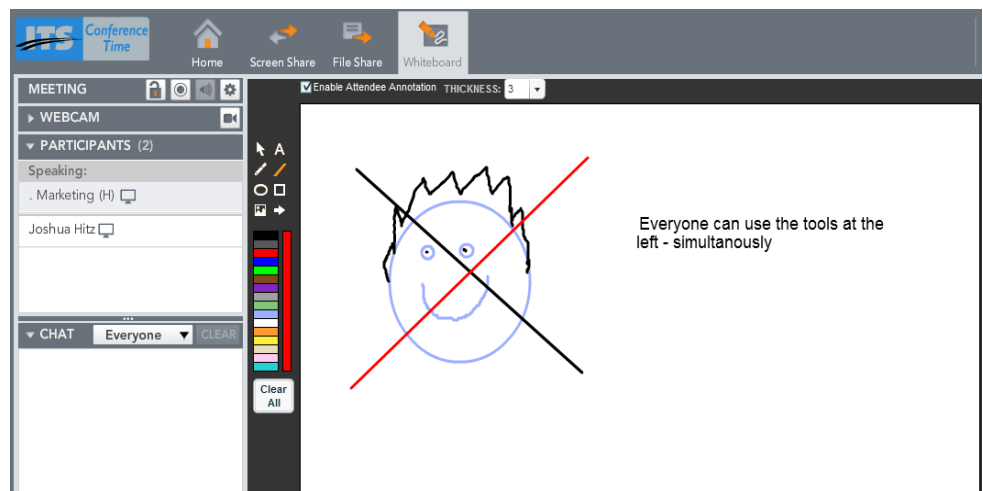 ITS Conference
Time
Home
Screen Share
File Share
Whiteboard
MEETING
WEBCAM
PARTICIPANTS (2)
Speaking:
. Marketing (H)
Joshua Hitz
CHAT Everyone CLEAR
Enable Attendee Annotation THICKNESS: 3
A
Clear
All
Everyone can use the tools at the
left - simultanously